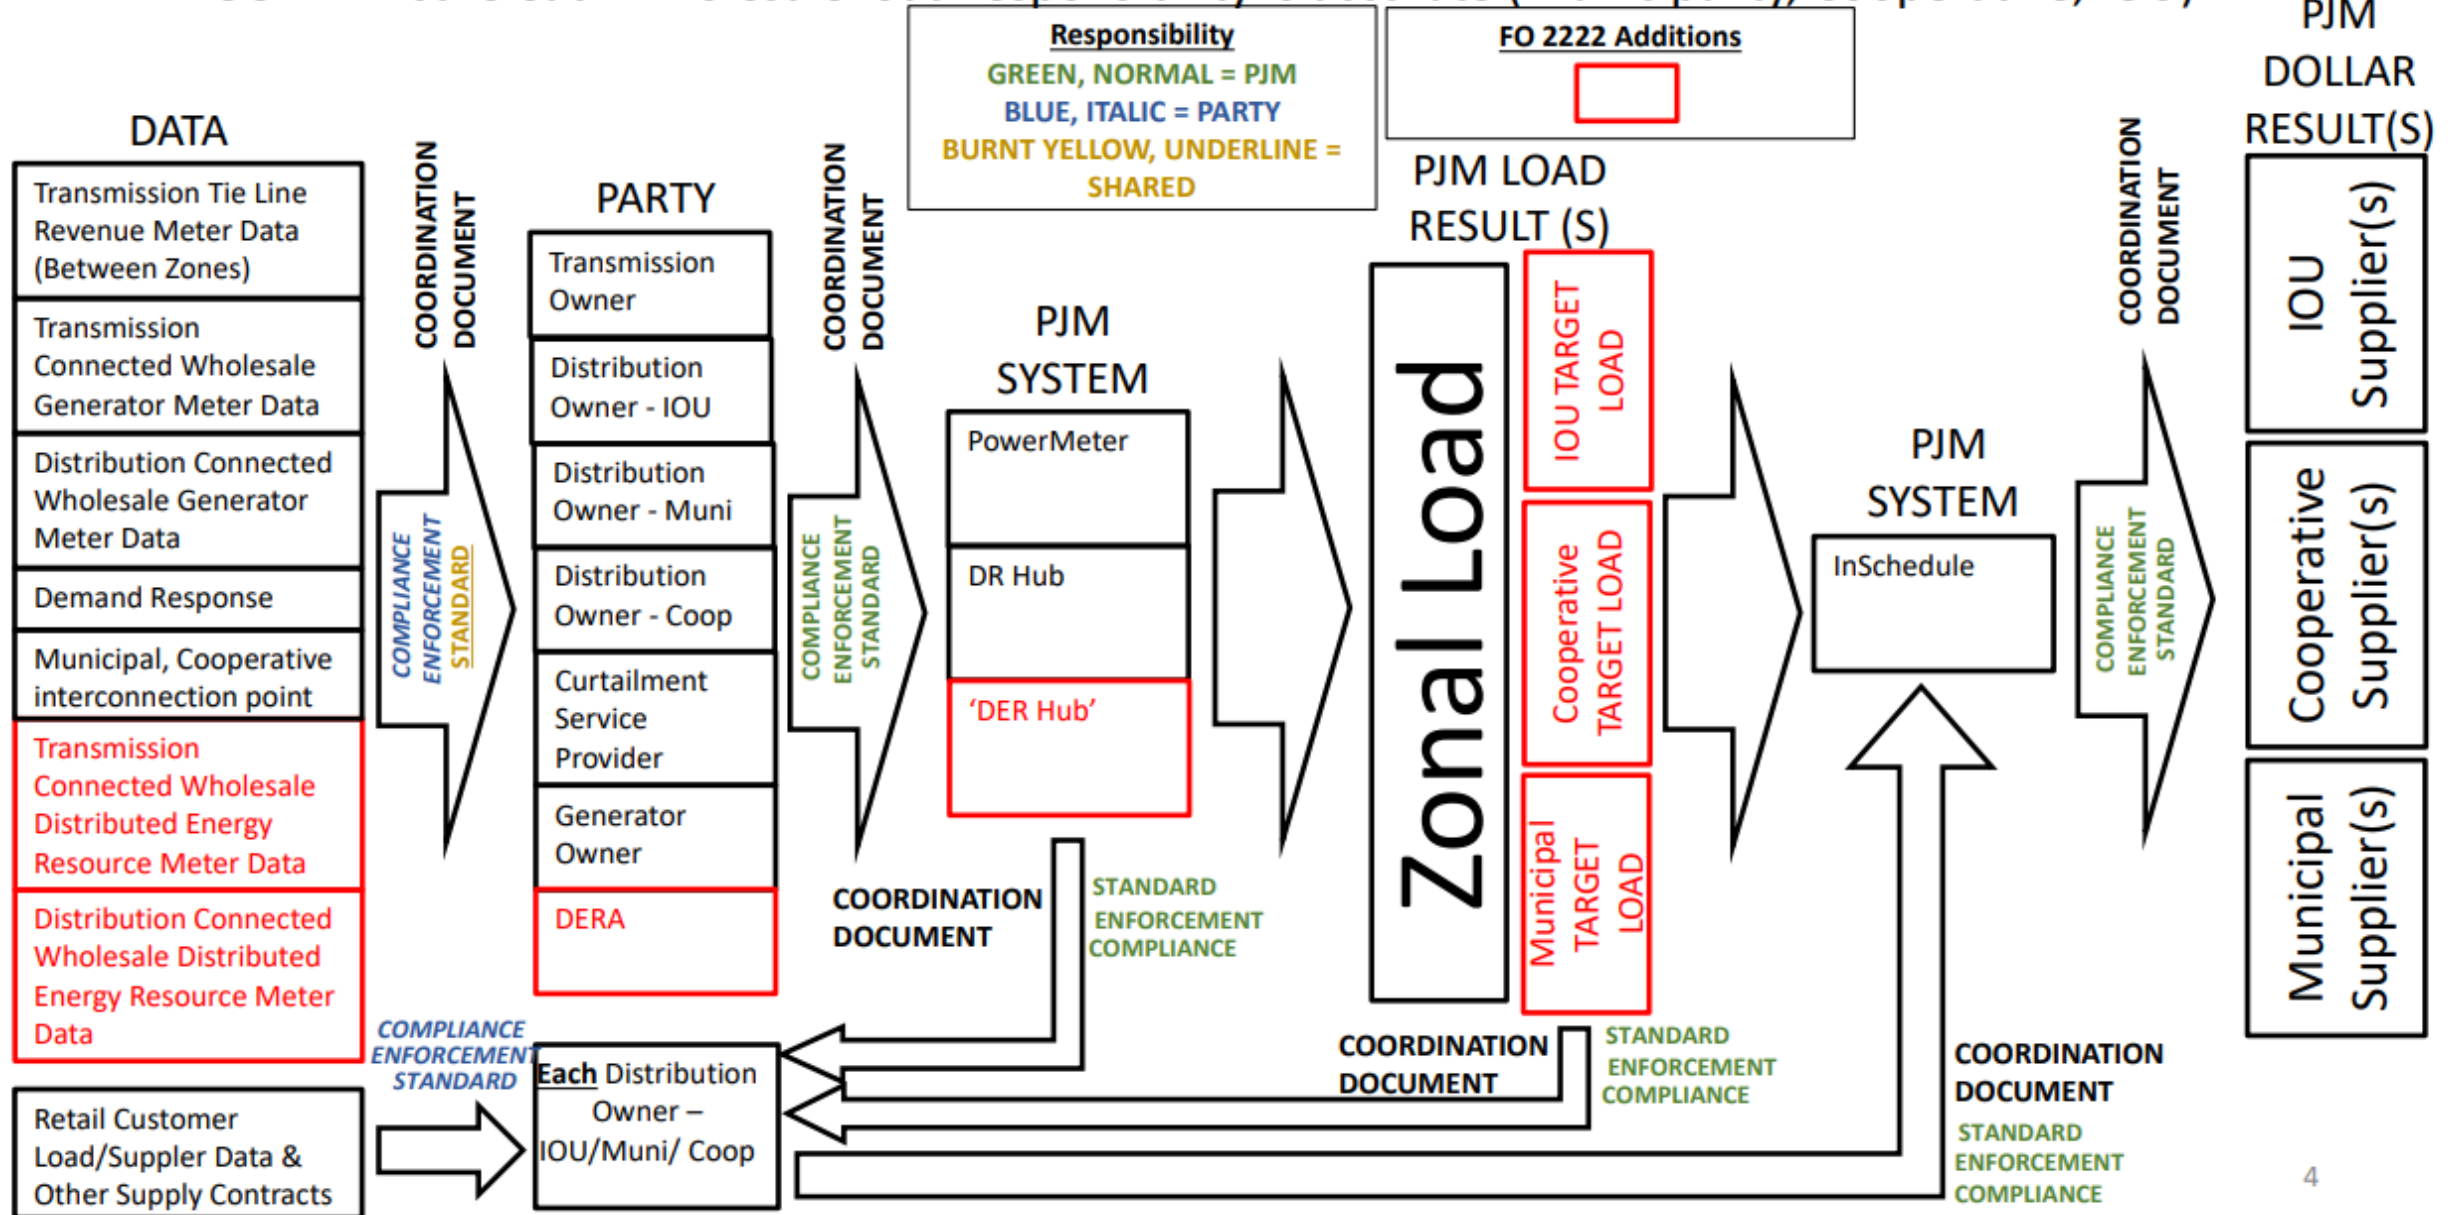 PJM
DOLLAR
RESULT(S)
Responsibility
GREEN, NORMAL = PJM
BLUE, ITALIC = PARTY
BURNT YELLOW, UNDERLINE =
SHARED
FO 2222 Additions
DATA
Transmission Tie Line
Revenue Meter Data
(Between Zones)
Transmission
Connected Wholesale
Generator Meter Data
Distribution Connected
Wholesale Generator
Meter Data
Demand Response
Municipal, Cooperative
interconnection point
Transmission
Connected Wholesale
Distributed Energy
Resource Meter Data
Distribution Connected
Wholesale Distributed
Energy Resource Meter
Data
Retail Customer
Load/Suppler Data &
Other Supply Contracts
COORDINATION
DOCUMENT
COMPLIANCE
ENFORCEMENT
STANDARD
COMPLIANCE
ENFORCEMENT
STANDARD
PARTY
Transmission
Owner
Distribution
Owner - IOU
Distribution
Owner - Muni
Distribution
Owner - Coop
Curtailment
Service
Provider
Generator
Owner
DERA
Each Distribution
Owner –
IOU/Muni/ Coop
COORDINATION
DOCUMENT
COMPLIANCE
ENFORCEMENT
STANDARD
PJM
SYSTEM
PowerMeter
DR Hub
‘DER Hub’
COORDINATION
DOCUMENT
STANDARD
ENFORCEMENT
COMPLIANCE
PJM LOAD
RESULT (S)
Zonal Load
IOU TARGET
LOAD
Cooperative
TARGET LOAD
Municipal
TARGET
LOAD
COORDINATION
DOCUMENT
STANDARD
ENFORCEMENT
COMPLIANCE
PJM
SYSTEM
InSchedule
COORDINATION
DOCUMENT
STANDARD
ENFORCEMENT
COMPLIANCE
COORDINATION
DOCUMENT
COMPLIANCE
ENFORCEMENT
STANDARD
IOU
Supplier(s)
Cooperative
Supplier(s)
Municipal
Supplier(s)
4